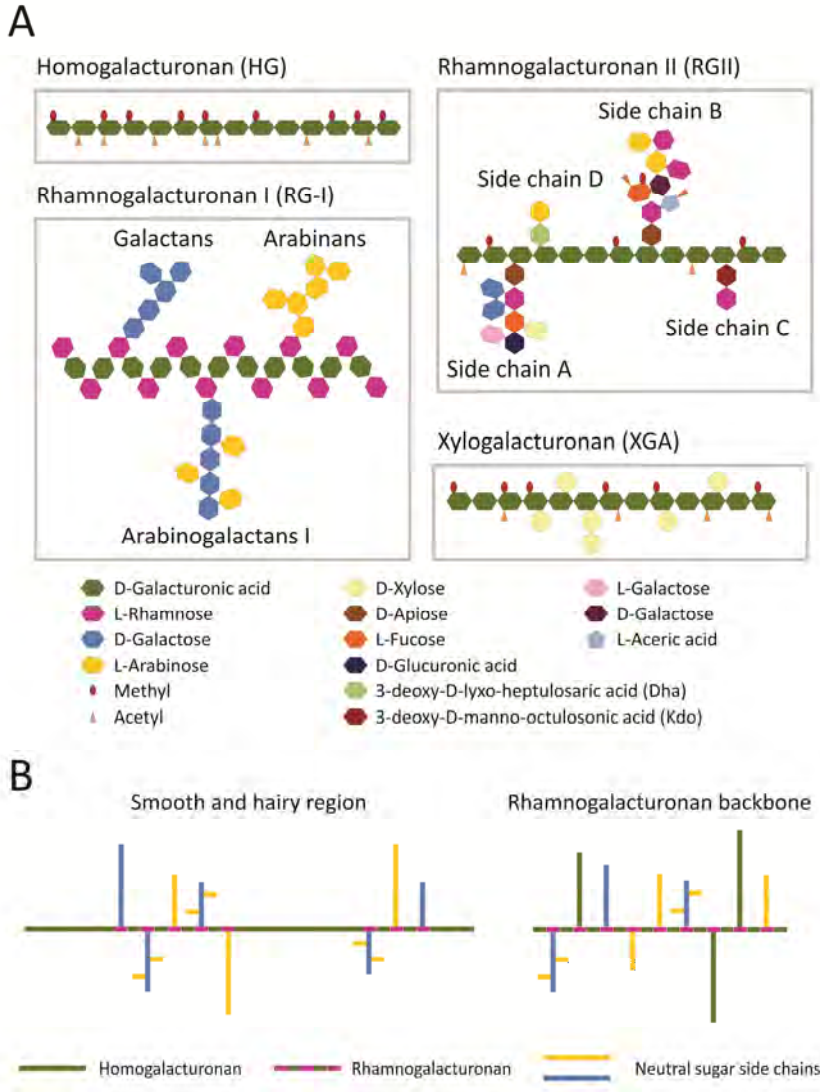 A
Homogalacturonan (HG)
Rhamnogalacturonan I (RG-I)
Galactans
Arabinans
Arabinogalactans I
Rhamnogalacturonan II (RGII)
Side chain B
Side chain D
Side chain A
Side chain C
Xylogalacturonan (XGA)
D-Galacturonic acid
L-Rhamnose
D-Galactose
L-Arabinose
Methyl
Acetyl
D-Xylose
D-Apiose
L-Fucose
D-Glucuronic acid
3-deoxy-D-lyxo-heptulosaric acid (Dha)
3-deoxy-D-manno-octulosonic acid (Kdo)
L-Galactose
D-Galactose
L-Aceric acid
B
Smooth and hairy region
Rhamnogalacturonan backbone
Homogalacturonan
Rhamnogalacturonan
Neutral sugar side chains